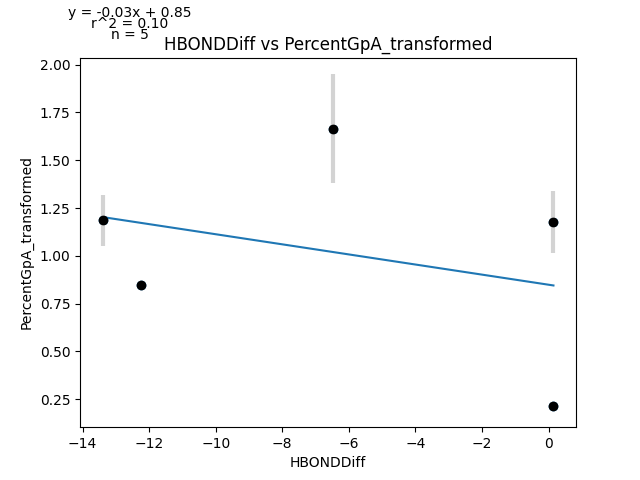 y = -0.03x + 0.85
r^2 = 0.10
n = 5
HBONDDiff vs PercentGpA_transformed
PercentGpA_transformed
2.00
1.75
1.50
1.25
1.00
0.75
0.50
0.25
−14 −12 −10 −8 −6 −4 −2 0
HBONDDiff